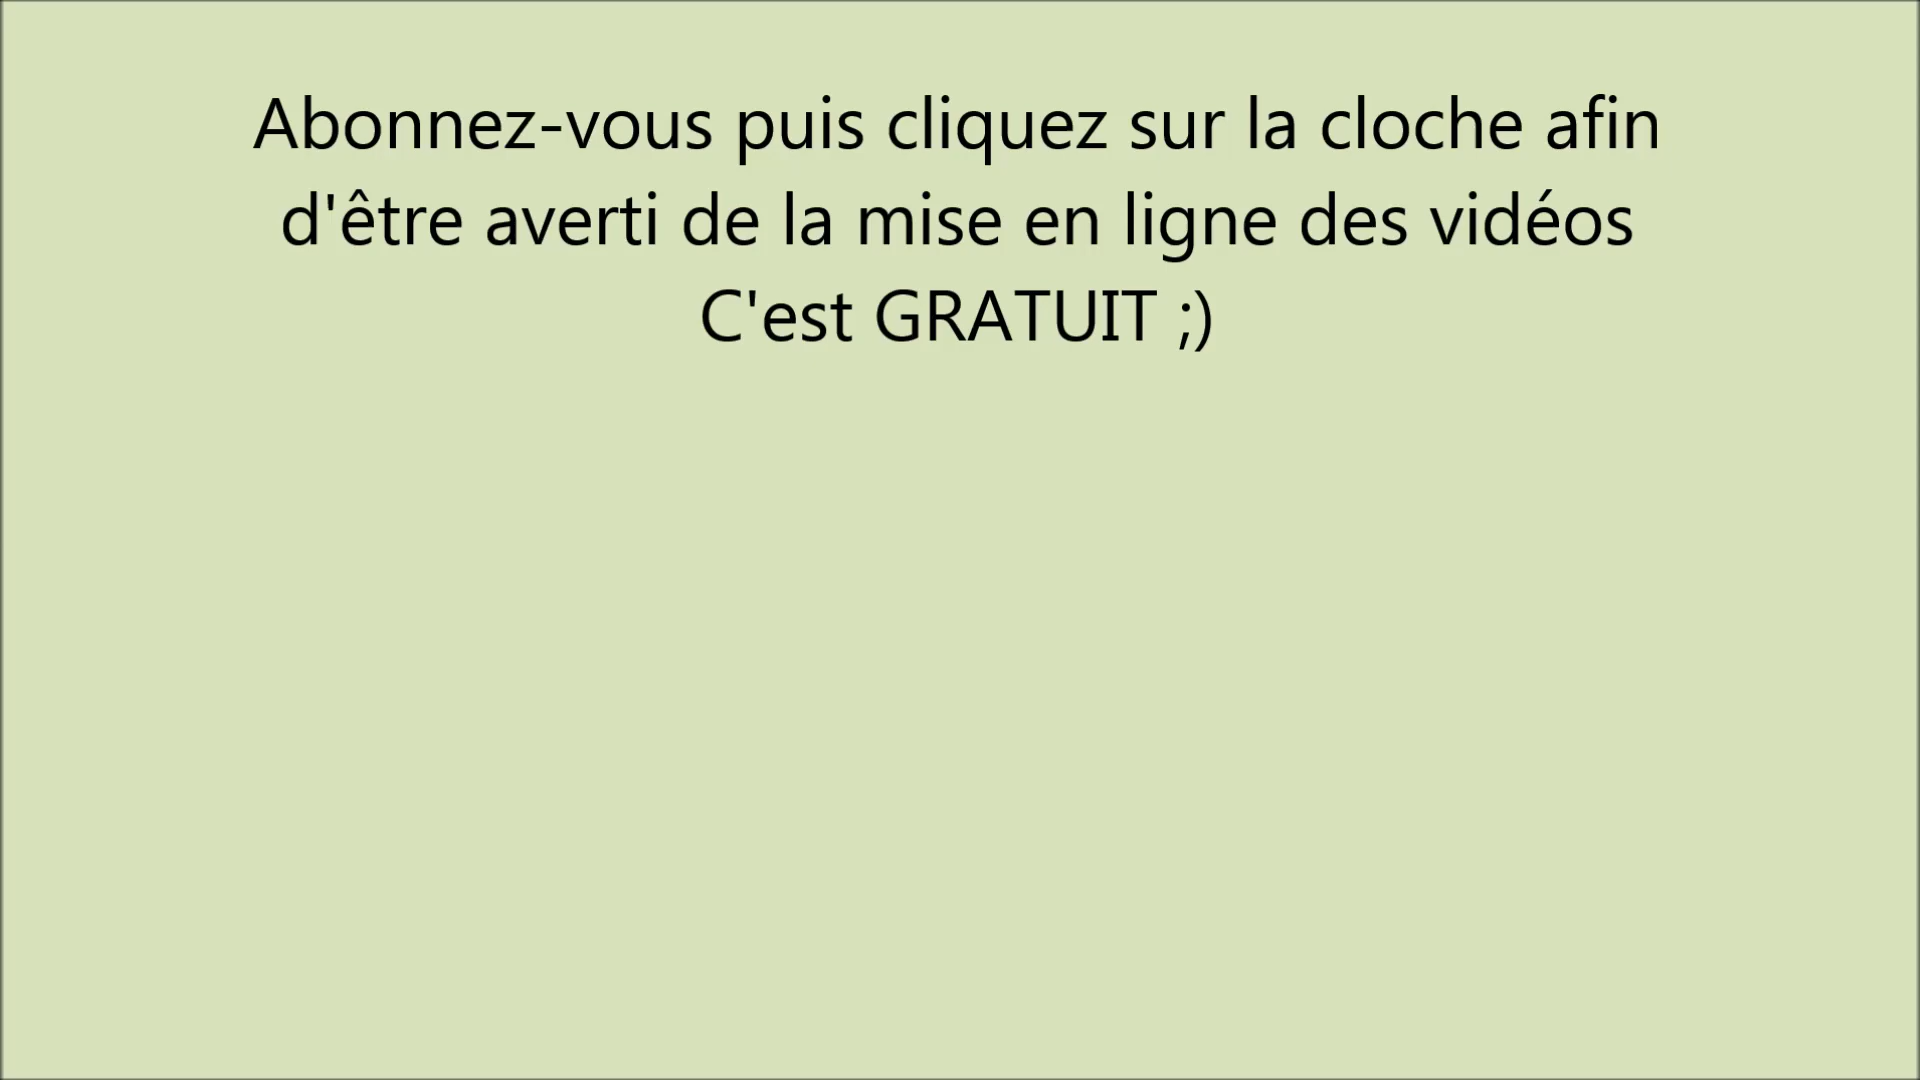 Abonnez-vous puis cliquez sur la cloche afin
d'être averti de la mise en ligne des vidéos
C'est GRATUIT ;)